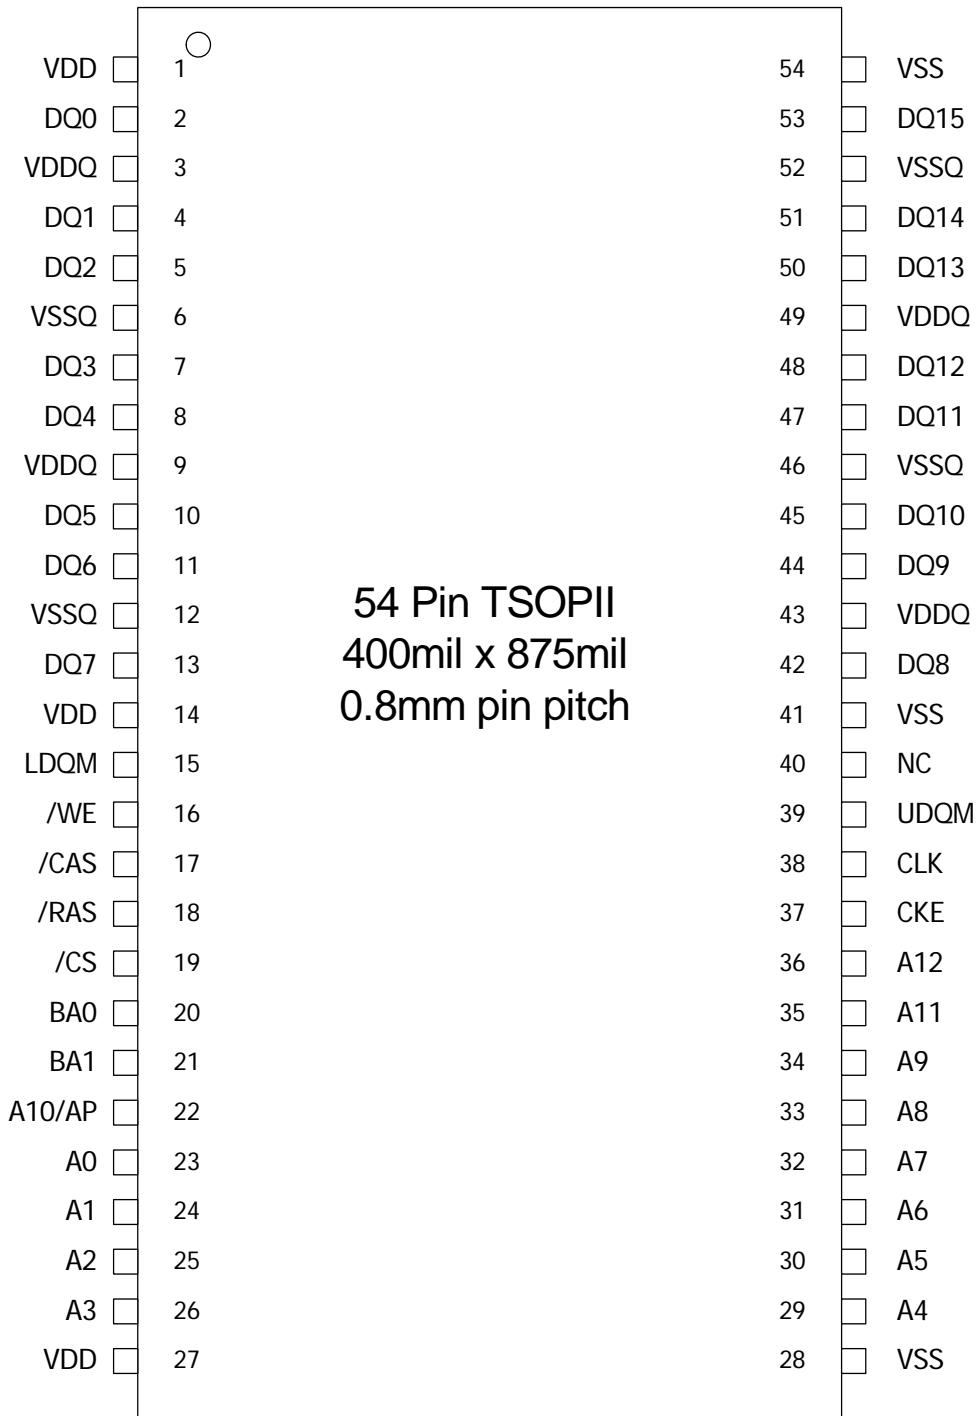 VDD 1 54 VSS
DQ0 2 53 DQ15
VDDQ 3 52 VSSQ
DQ1 4 51 DQ14
DQ2 5 50 DQ13
VSSQ 6 49 VDDQ
DQ3 7 48 DQ12
DQ4 8 47 DQ11
VDDQ 9 46 VSSQ
DQ5 10 45 DQ10
DQ6 11 44 DQ9
54 Pin TSOPII
VSSQ 12 43 VDDQ
400mil x 875mil
DQ7 13 42 DQ8
0.8mm pin pitch
VDD 14 41 VSS
LDQM 15 40 NC
/WE 16 39 UDQM
/CAS 17 38 CLK
/RAS 18 37 CKE
/CS 19 36 A12
BA0 20 35 A11
BA1 21 34 A9
A10/AP 22 33 A8
A0 23 32 A7
A1 24 31 A6
A2 25 30 A5
A3 26 29 A4
VDD 27 28 VSS